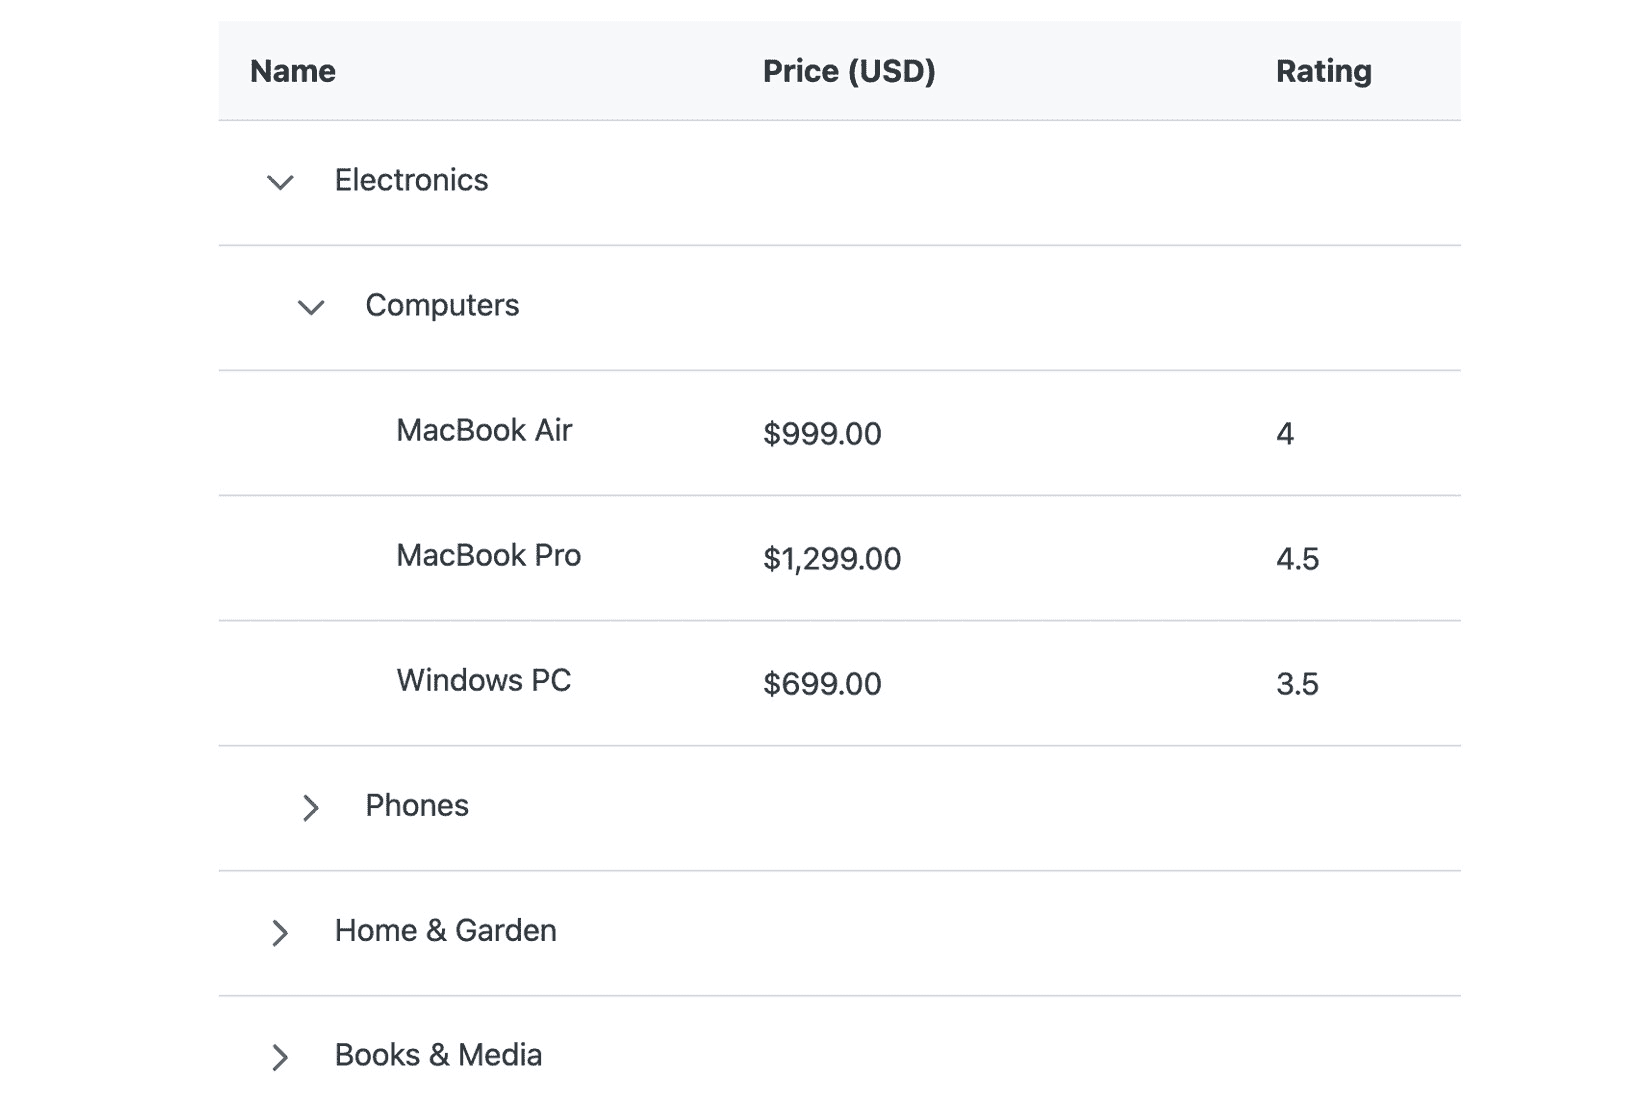 Name Price (USD) Rating
Electronics
Computers
MacBook Air $999.00 4
MacBook Pro $1,299.00 4.5
Windows PC $699.00 3.5
Phones
Home & Garden
Books & Media